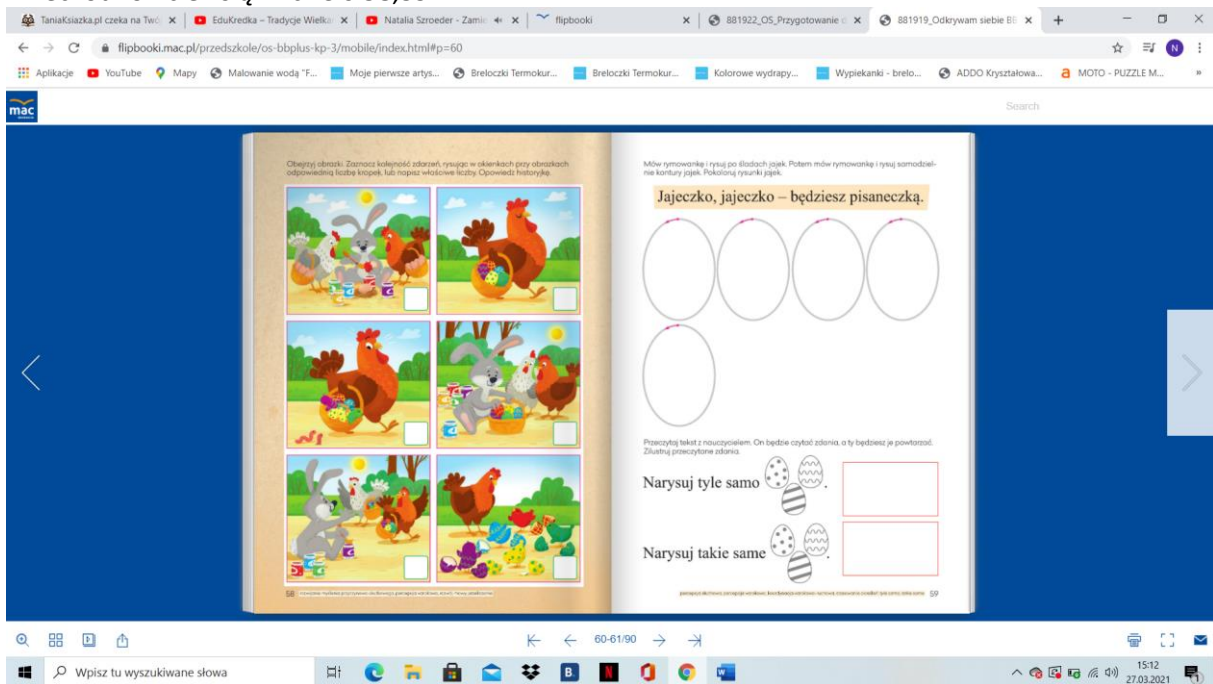 TaniaKsiazka.pl czeka na Twó
EduKredka – Tradycje Wielka
Natalia Szroeder - Zamie
flipbooki
881922_OS_Przygotowanie
881919_Odkrywam siebie BB
flipbooki.mac.pl/przedszkole/os-bbplus-kp-3/mobile/index.html#p=60
Aplikacje YouTube Mapy Malowanie wodą "F... Moje pierwsze artys... Breloczki Termokur... Breloczki Termokur... Kolorowe wydrapy... Wypiekanki - brelo... ADDO Kryształowa... MOTO - PUZZLE M...
mac
Search
Obejrzyj obrazki. Zaznacz kolejność zdarzeń, rysując w okienkach przy obrazkach
odpowiednią liczbę kropek, lub napisz właściwe liczby. Opowiedz historyjkę.
58
Mów rymowankę i rysuj po śladach jajek. Potem mów rymowankę i rysuj samodziel-
nie kontury jajek. Pokoloruj rysunki jajek.
Jajeczko, jajeczko – będziesz pisaneczką.
Przeczytaj tekst z nauczycielem. On będzie czytać zdania, a ty będziesz je powtarzać.
Zilustruj przeczytane zdania.
Narysuj tyle samo .
Narysuj takie same .
59
60-61/90
Wpisz tu wyszukiwane słowa
15:12
27.03.2021